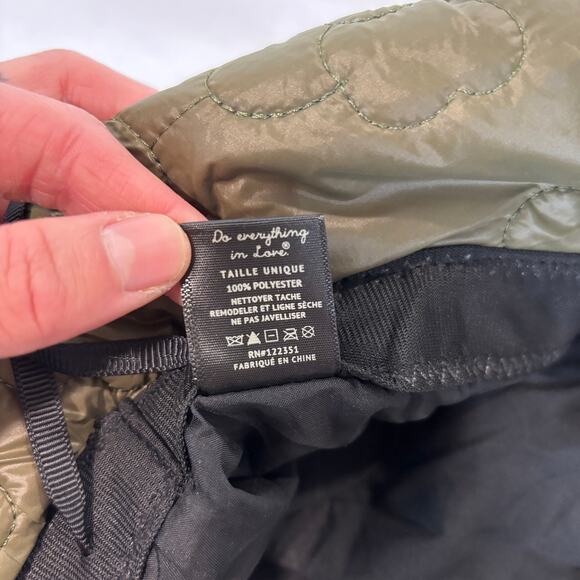 Do everything
in Love®
TAILLE UNIQUE
100% POLYESTER
NETTOYER TACHE
REMODELER ET LIGNE SÈCHE
NE PAS JAVELLISER
RN#122351
FABRIQUÉ EN CHINE